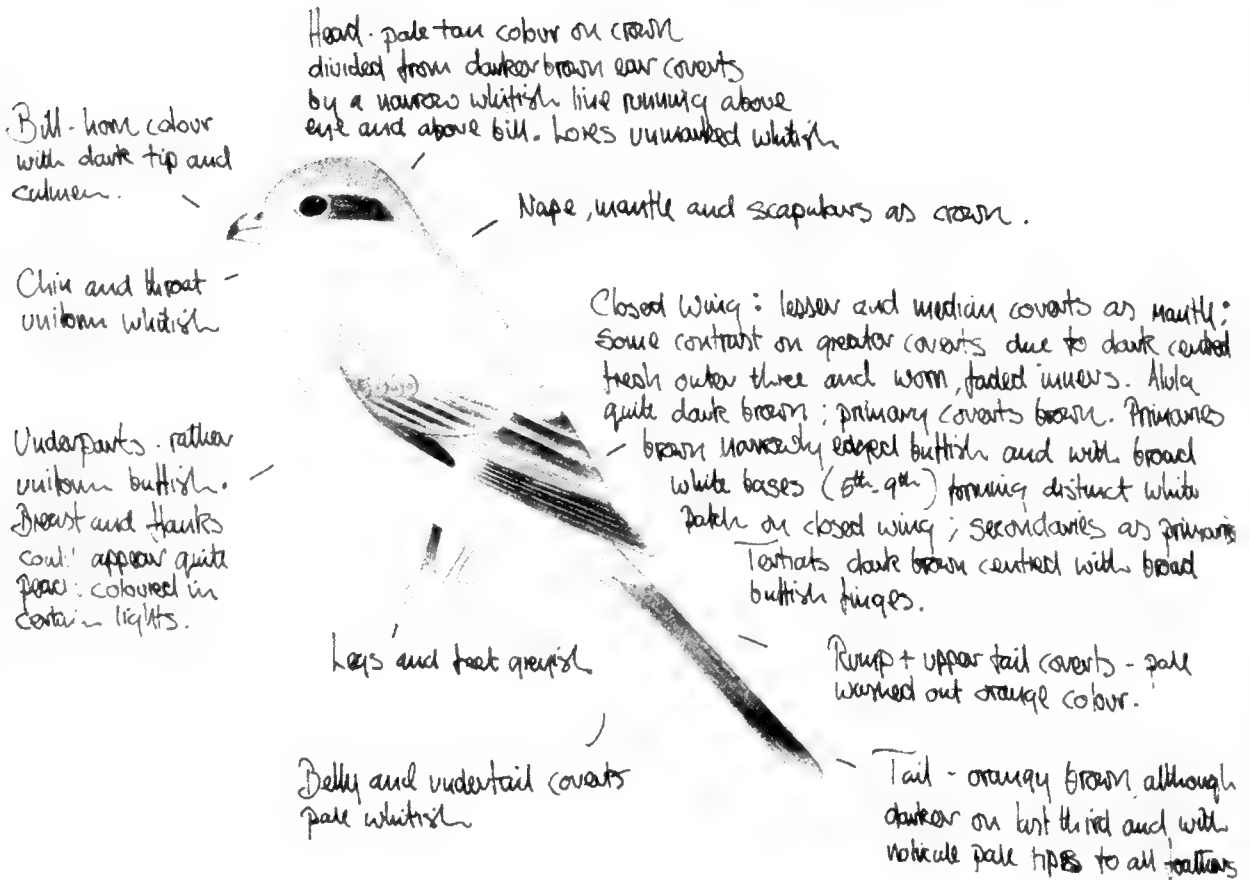 Head - pale tan colour on crown
divided from darker brown ear coverts
by a narrow whitish line running above
eye and above bill. Lores unmarked whitish
Bill - horn colour
with dark tip and
culmen.
Nape, mantle and scapulars as crown.
Chin and throat
uniform whitish
Closed wing: lesser and median coverts as mantle;
some contrast on greater coverts due to dark centred
fresh outer three and worn, faded inners. Alula
quite dark brown; primary coverts brown. Primaries
brown narrowly edged buffish and with broad
white bases (5th-9th) forming distinct white
patch on closed wing; secondaries as primaries
Tertials dark brown centred with broad
buffish fringes.
Underparts - rather
uniform buffish.
Breast and flanks
appear quite
coloured in
certain lights.
Legs and feet greyish
Rump + upper tail coverts - pale
washed out orange colour.
Belly and undertail coverts
pale whitish
Tail - orangy brown although
darker on last third and with
pale tips to all feathers